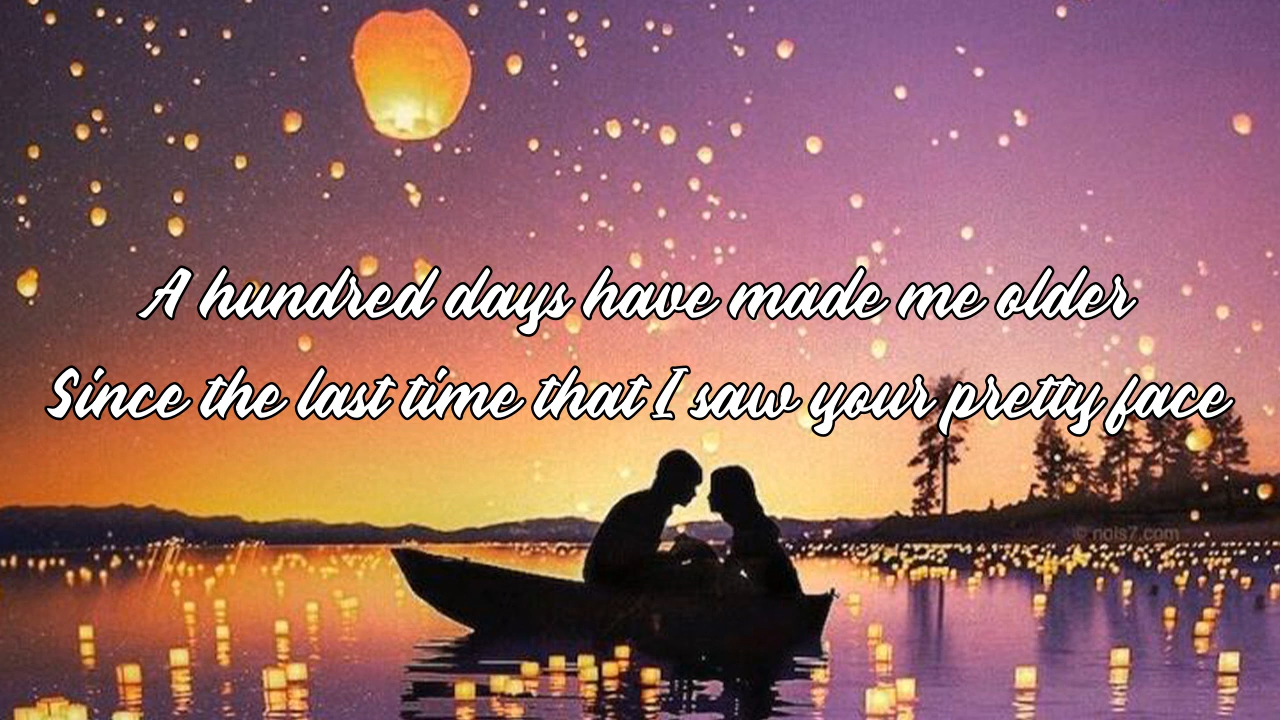 A hundred days have made me older
Since the last time that I saw your pretty face
© nois7.com